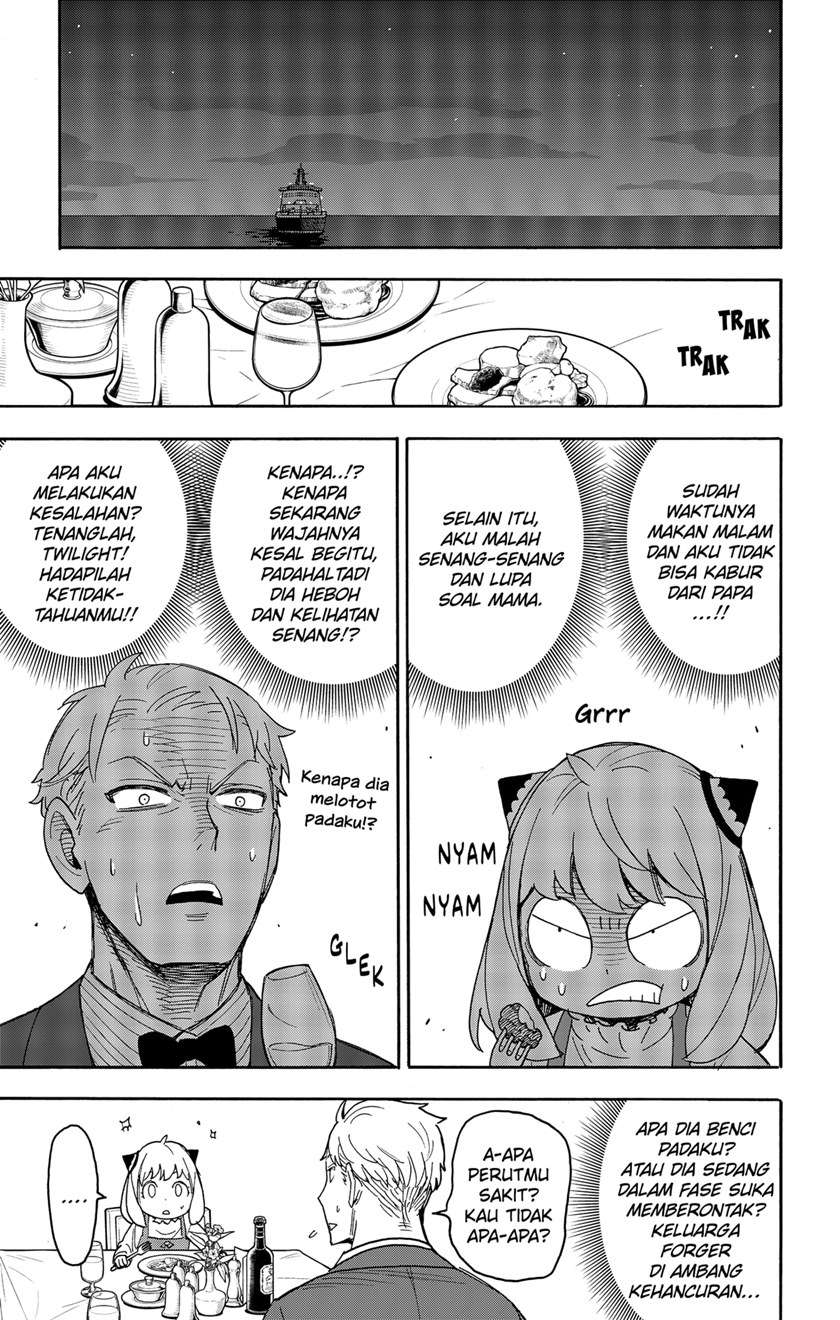 TRAK
TRAK
SUDAH
WAKTUNYA
MAKAN MALAM
DAN AKU TIDAK
BISA KABUR
DARI PAPA
...!!
SELAIN ITU,
AKU MALAH
SENANG-SENANG
DAN LUPA
SOAL MAMA.
Grrr
NYAM
NYAM
KENAPA..!?
KENAPA
SEKARANG
WAJAHNYA
KESAL BEGITU,
PADAHALTADI
DIA HEBOH
DAN KELIHATAN
SENANG!?
APA AKU
MELAKUKAN
KESALAHAN?
TENANGLAH,
TWILIGHT!
HADAPILAH
KETIDAK-
TAHUANMU!!
Kenapa dia
melotot
padaku!?
GLEK
APA DIA BENCI
PADAKU?
ATAU DIA SEDANG
DALAM FASE SUKA
MEMBERONTAK?
KELUARGA
FORGER
DI AMBANG
KEHANCURAN...
A-APA
PERUTMU
SAKIT?
KAU TIDAK
APA-APA?
.....